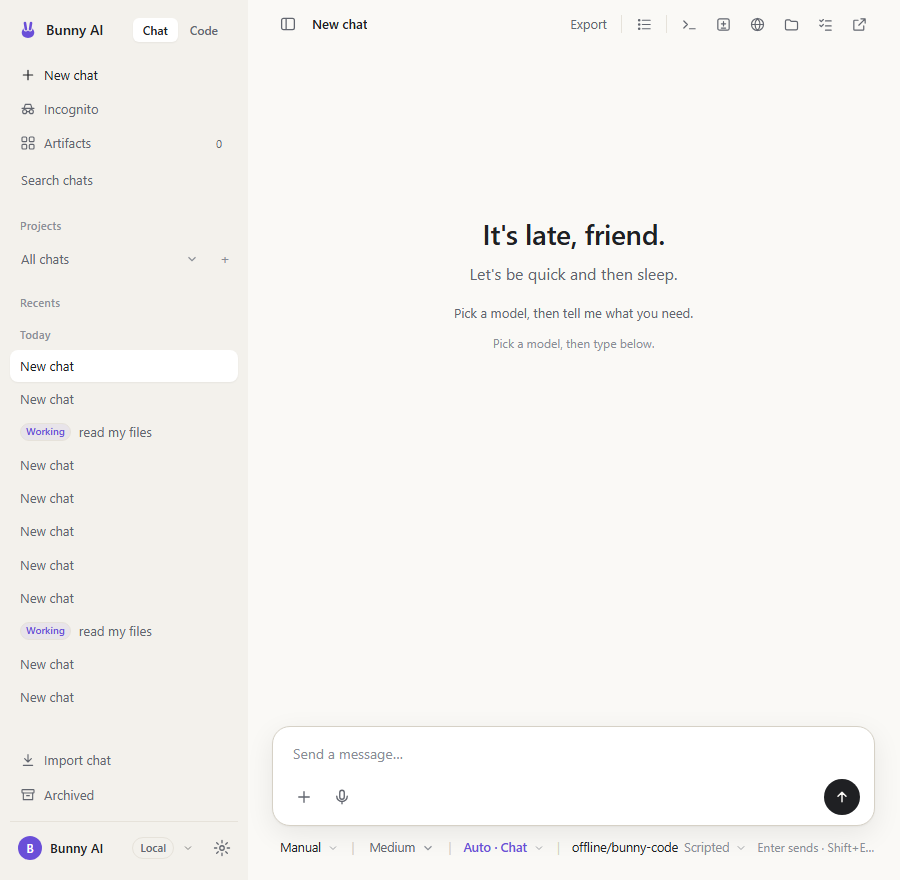 Bunny AI
Chat
Code
New chat
Incognito
Artifacts
0
Search chats
Projects
All chats
+
Recents
Today
New chat
New chat
Working read my files
New chat
New chat
New chat
New chat
New chat
Working read my files
New chat
New chat
Import chat
Archived
B
Bunny AI
Local
New chat
Export
It's late, friend.
Let's be quick and then sleep.
Pick a model, then tell me what you need.
Pick a model, then type below.
Send a message...
Manual | Medium | Auto · Chat | offline/bunny-code Scripted Enter sends · Shift+E...